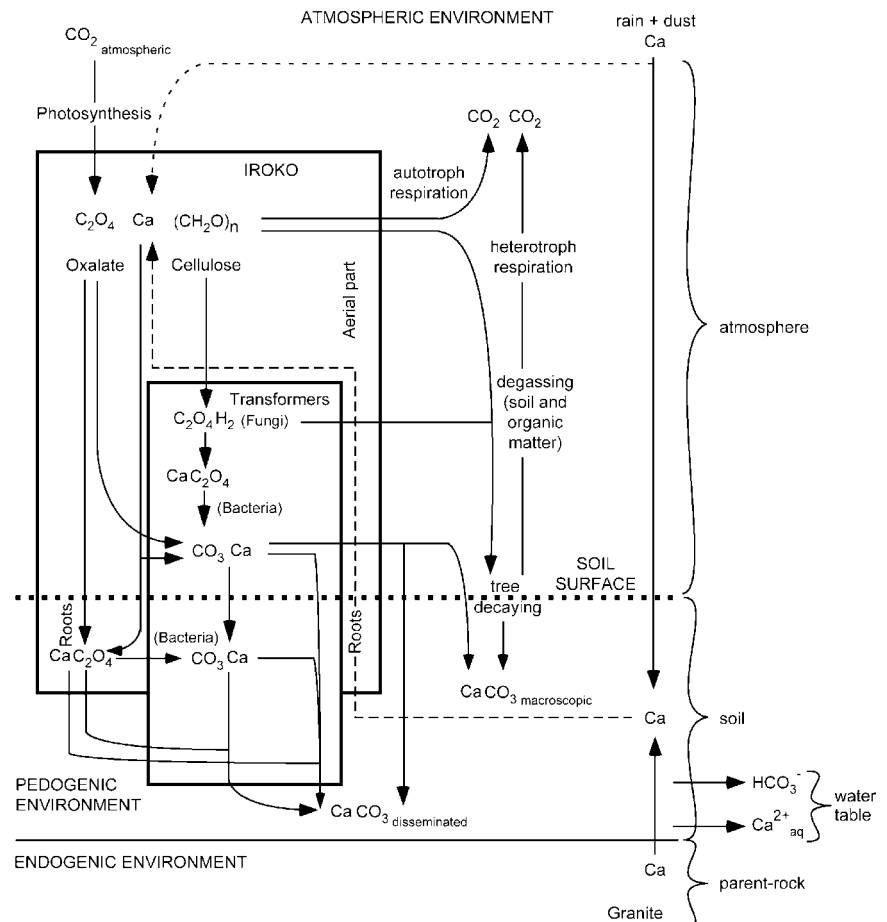 ATMOSPHERIC ENVIRONMENT
rain + dust
Ca
CO2 atmospheric
Photosynthesis
CO2 CO2
IROKO
autotroph
respiration
C2O4 Ca (CH2O)n
Oxalate Cellulose
Aerial part
heterotroph
respiration
atmosphere
Transformers
C2O4H2 (Fungi)
degassing
(soil and
organic
matter)
CaC2O4
(Bacteria)
CO3 Ca
SOIL
SURFACE
tree
decaying
Roots
Roots
(Bacteria)
CaC2O4
CO3Ca
CaCO3 macroscopic
Ca
soil
PEDOGENIC
ENVIRONMENT
HCO3-
Ca2+ aq
water
table
CaCO3 disseminated
ENDOGENIC ENVIRONMENT
Ca
parent-rock
Granite